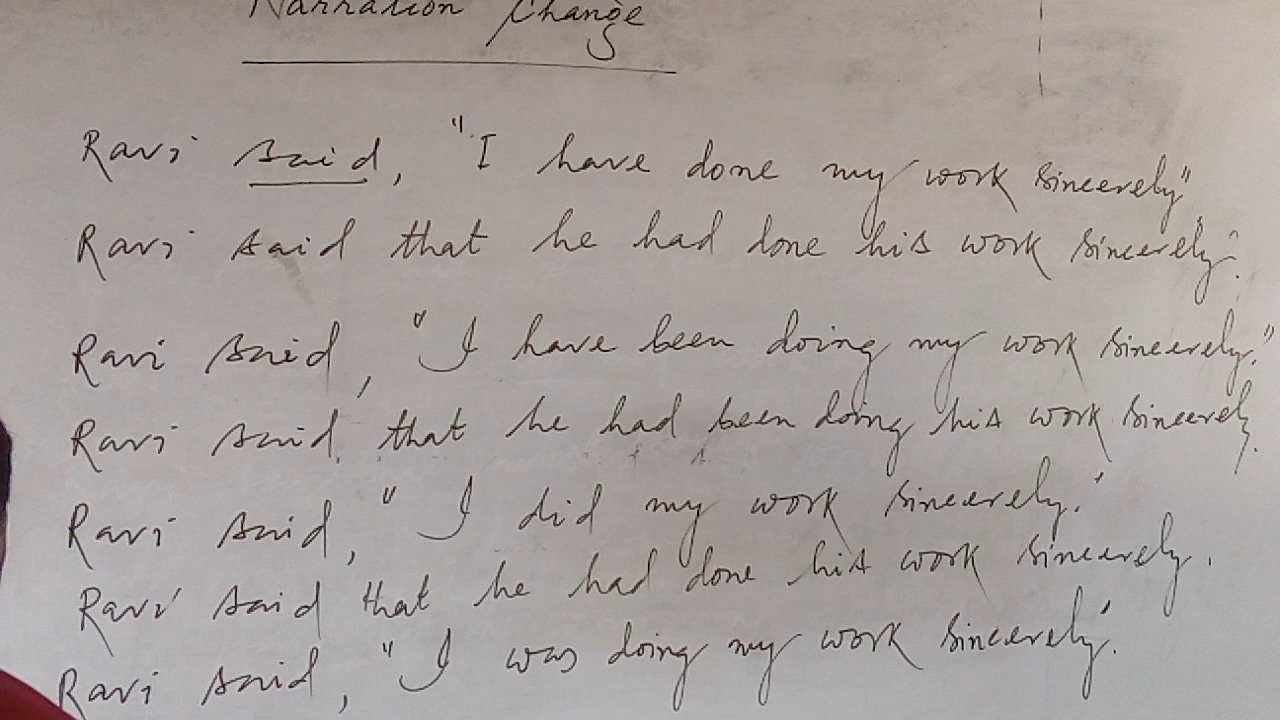 Narration Change
Ravi said, "I have done my work sincerely"
Ravi said that he had done his work sincerely.
Ravi said, "I have been doing my work sincerely."
Ravi said that he had been doing his work sincerely.
Ravi said, "I did my work sincerely."
Ravi said that he had done his work sincerely.
Ravi said, "I was doing my work sincerely".